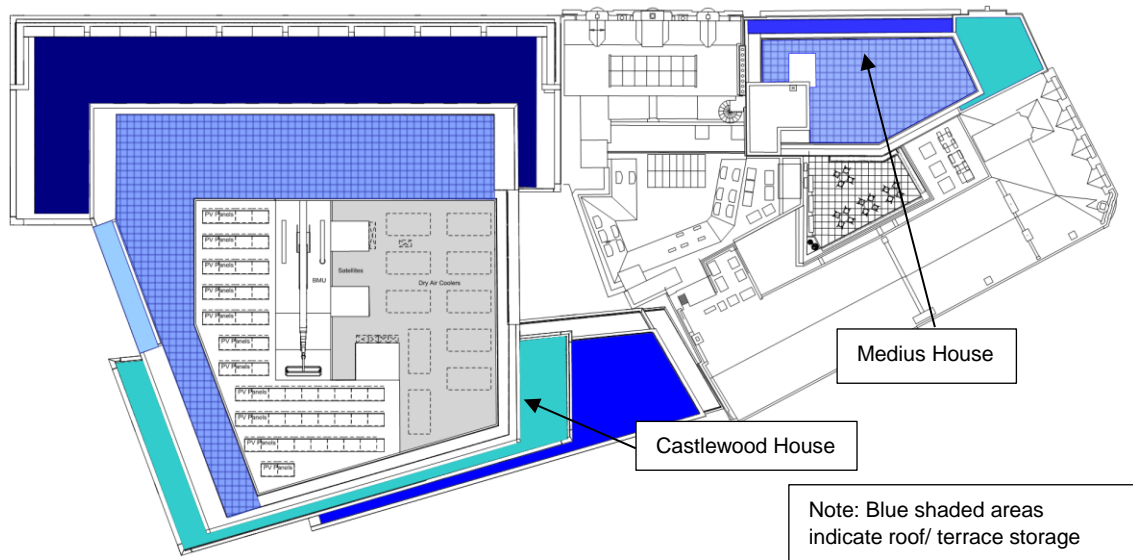 PV Panels
PV Panels
PV Panels
PV Panels
PV Panels
PV Panels
PV Panels
PV Panels
PV Panels
PV Panels
PV Panels
BMU
Satellites
Dry Air Coolers
Medius House
Castlewood House
Note: Blue shaded areas
indicate roof/ terrace storage